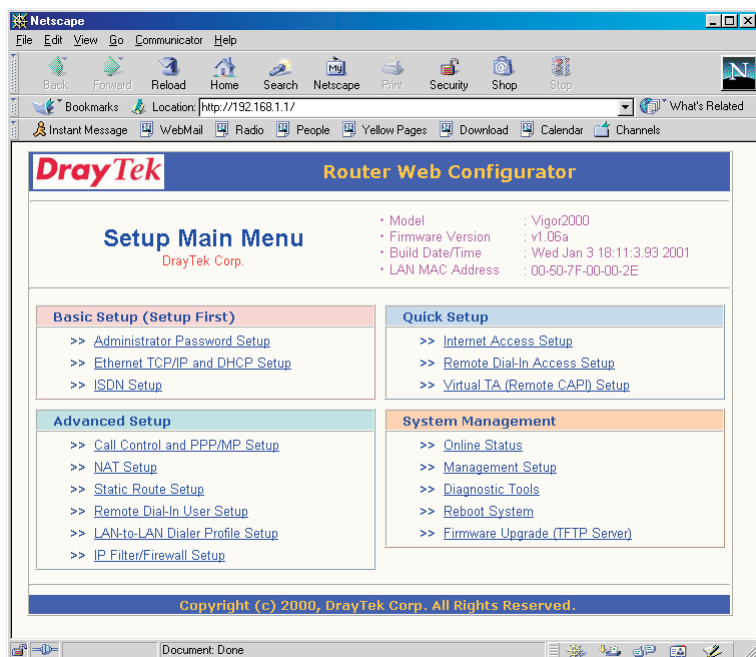 Netscape
File Edit View Go Communicator Help
Back Forward Reload Home Search Netscape Print Security Shop Stop
My
N
Bookmarks Location: http://192.168.1.1/ What's Related
Instant Message WebMail Radio People Yellow Pages Download Calendar Channels
DrayTek Router Web Configurator
Setup Main Menu
DrayTek Corp.
• Model : Vigor2000
• Firmware Version : v1.06a
• Build Date/Time : Wed Jan 3 18:11:3.93 2001
• LAN MAC Address : 00-50-7F-00-00-2E
Basic Setup (Setup First)
>> Administrator Password Setup
>> Ethernet TCP/IP and DHCP Setup
>> ISDN Setup
Quick Setup
>> Internet Access Setup
>> Remote Dial-In Access Setup
>> Virtual TA (Remote CAPI) Setup
Advanced Setup
>> Call Control and PPP/MP Setup
>> NAT Setup
>> Static Route Setup
>> Remote Dial-In User Setup
>> LAN-to-LAN Dialer Profile Setup
>> IP Filter/Firewall Setup
System Management
>> Online Status
>> Management Setup
>> Diagnostic Tools
>> Reboot System
>> Firmware Upgrade (TFTP Server)
Copyright (c) 2000, DrayTek Corp. All Rights Reserved.
Document: Done